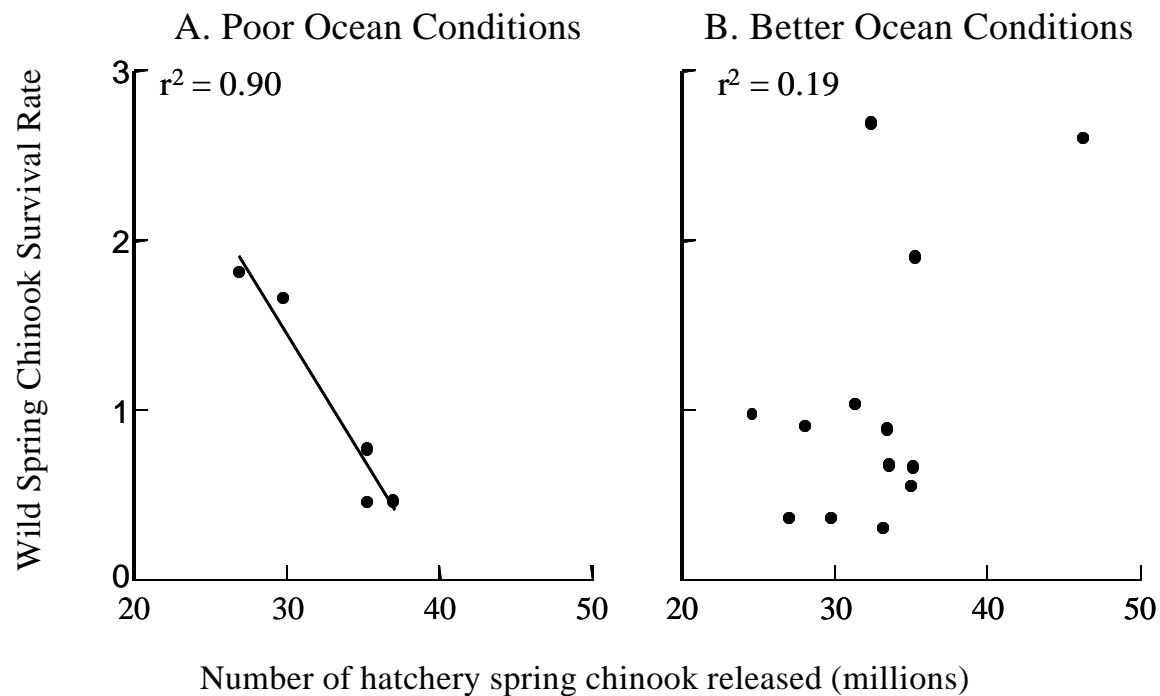 A. Poor Ocean Conditions
B. Better Ocean Conditions
Wild Spring Chinook Survival Rate
r² = 0.90
r² = 0.19
3
2
1
0
20 30 40 50
20 30 40 50
Number of hatchery spring chinook released (millions)